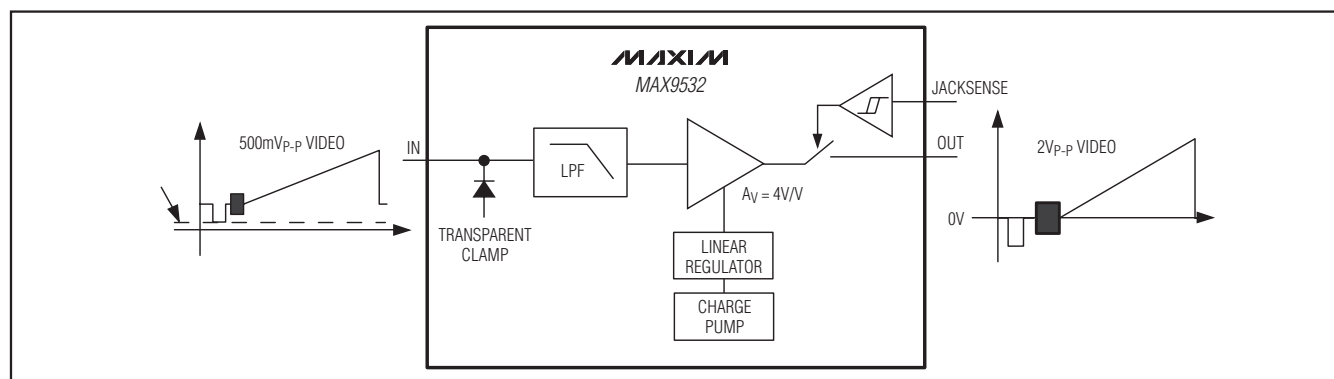 MAXIM
MAX9532
JACKSENSE
500mVP-P VIDEO
IN
LPF
AV = 4V/V
OUT
2VP-P VIDEO
0V
TRANSPARENT
CLAMP
LINEAR
REGULATOR
CHARGE
PUMP